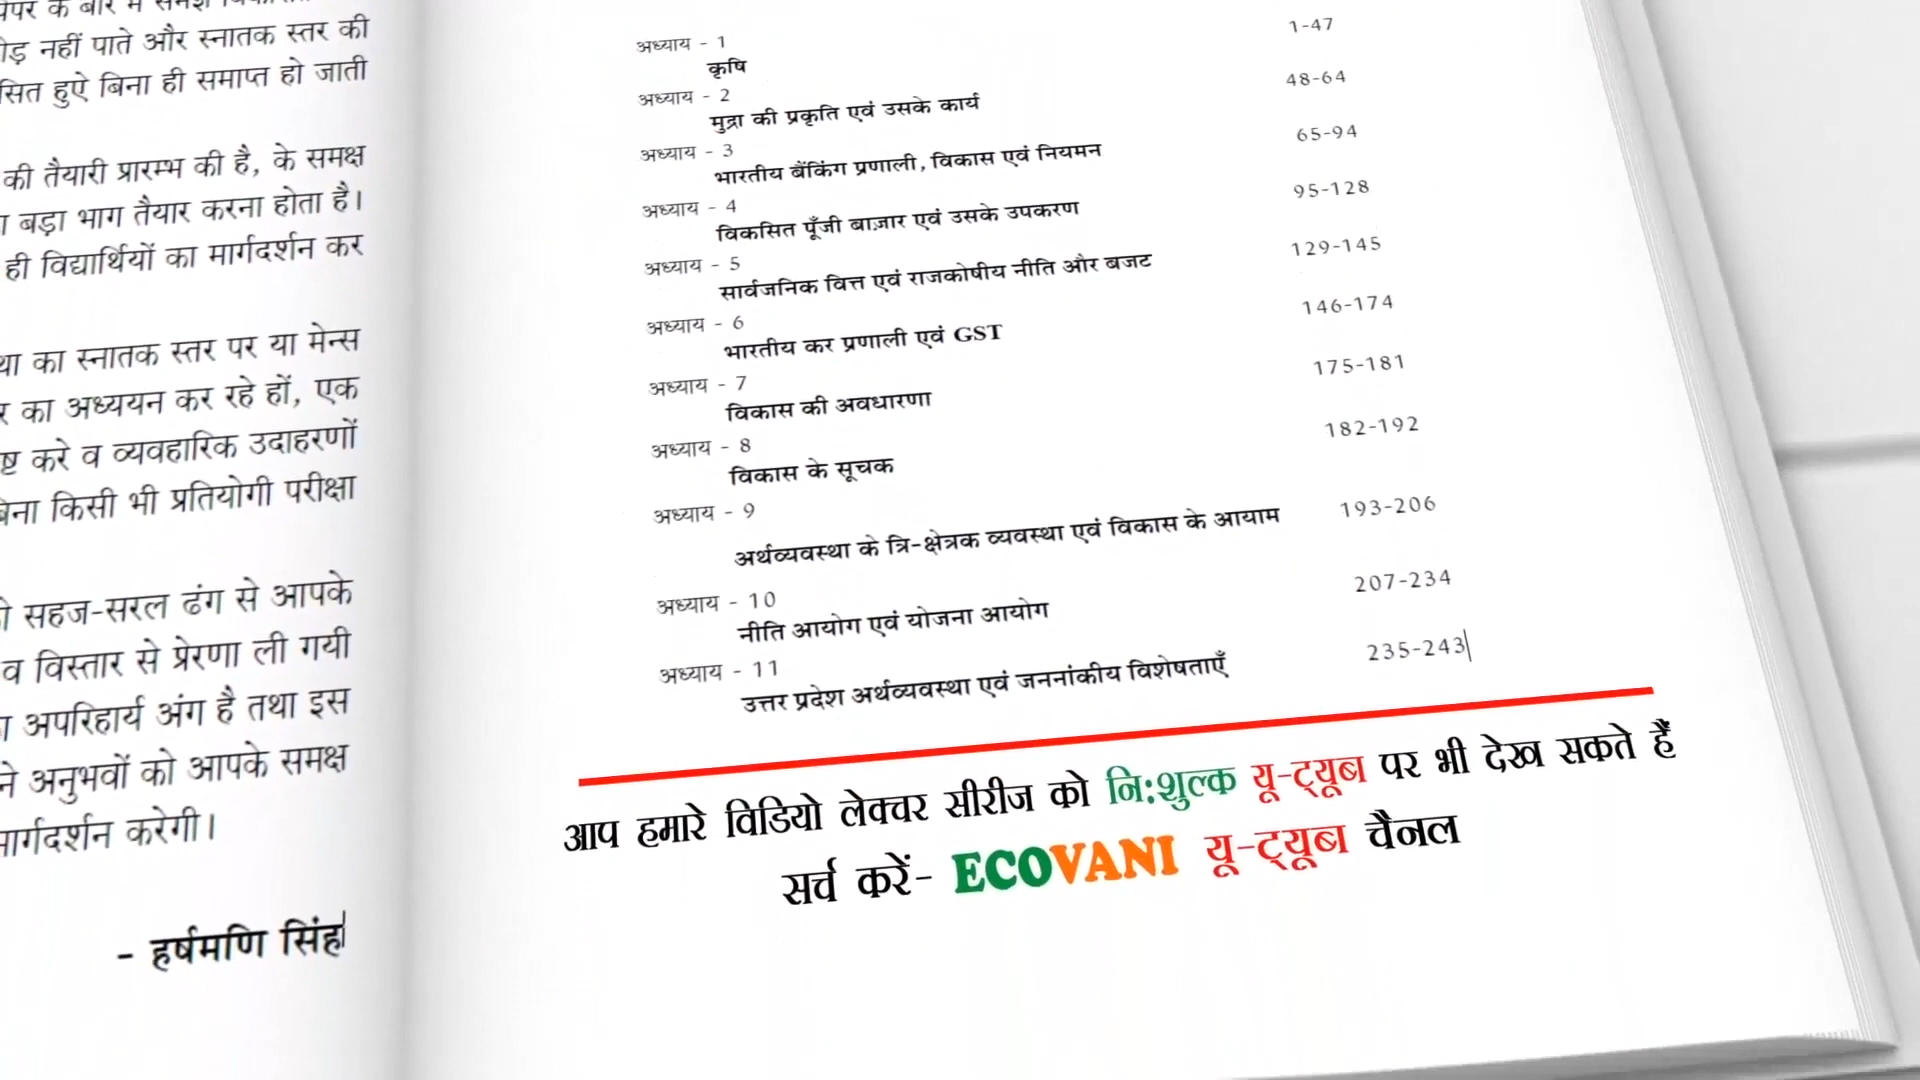 नहीं पाते और स्नातक स्तर की
हुऐ बिना ही समाप्त हो जाती
की तैयारी प्रारम्भ की है, के समक्ष
बड़ा भाग तैयार करना होता है।
ही विद्यार्थियों का मार्गदर्शन कर
का स्नातक स्तर पर या मेन्स
का अध्ययन कर रहे हों, एक
करे व व्यवहारिक उदाहरणों
किसी भी प्रतियोगी परीक्षा
सहज-सरल ढंग से आपके
व विस्तार से प्रेरणा ली गयी
अपरिहार्य अंग है तथा इस
अनुभवों को आपके समक्ष
मार्गदर्शन करेगी।
- हर्षमणि सिंह
अध्याय - 1 1-47
कृषि
अध्याय - 2 48-64
मुद्रा की प्रकृति एवं उसके कार्य
अध्याय - 3 65-94
भारतीय बैंकिंग प्रणाली, विकास एवं नियमन
अध्याय - 4 95-128
विकसित पूँजी बाज़ार एवं उसके उपकरण
अध्याय - 5 129-145
सार्वजनिक वित्त एवं राजकोषीय नीति और बजट
अध्याय - 6 146-174
भारतीय कर प्रणाली एवं GST
अध्याय - 7 175-181
विकास की अवधारणा
अध्याय - 8 182-192
विकास के सूचक
अध्याय - 9 193-206
अर्थव्यवस्था के त्रि-क्षेत्रक व्यवस्था एवं विकास के आयाम
अध्याय - 10 207-234
नीति आयोग एवं योजना आयोग
अध्याय - 11 235-243
उत्तर प्रदेश अर्थव्यवस्था एवं जननांकीय विशेषताएँ
आप हमारे विडियो लेक्चर सीरीज को नि:शुल्क यू-ट्यूब पर भी देख सकते हैं
सर्च करें- ECOVANI यू-ट्यूब चैनल